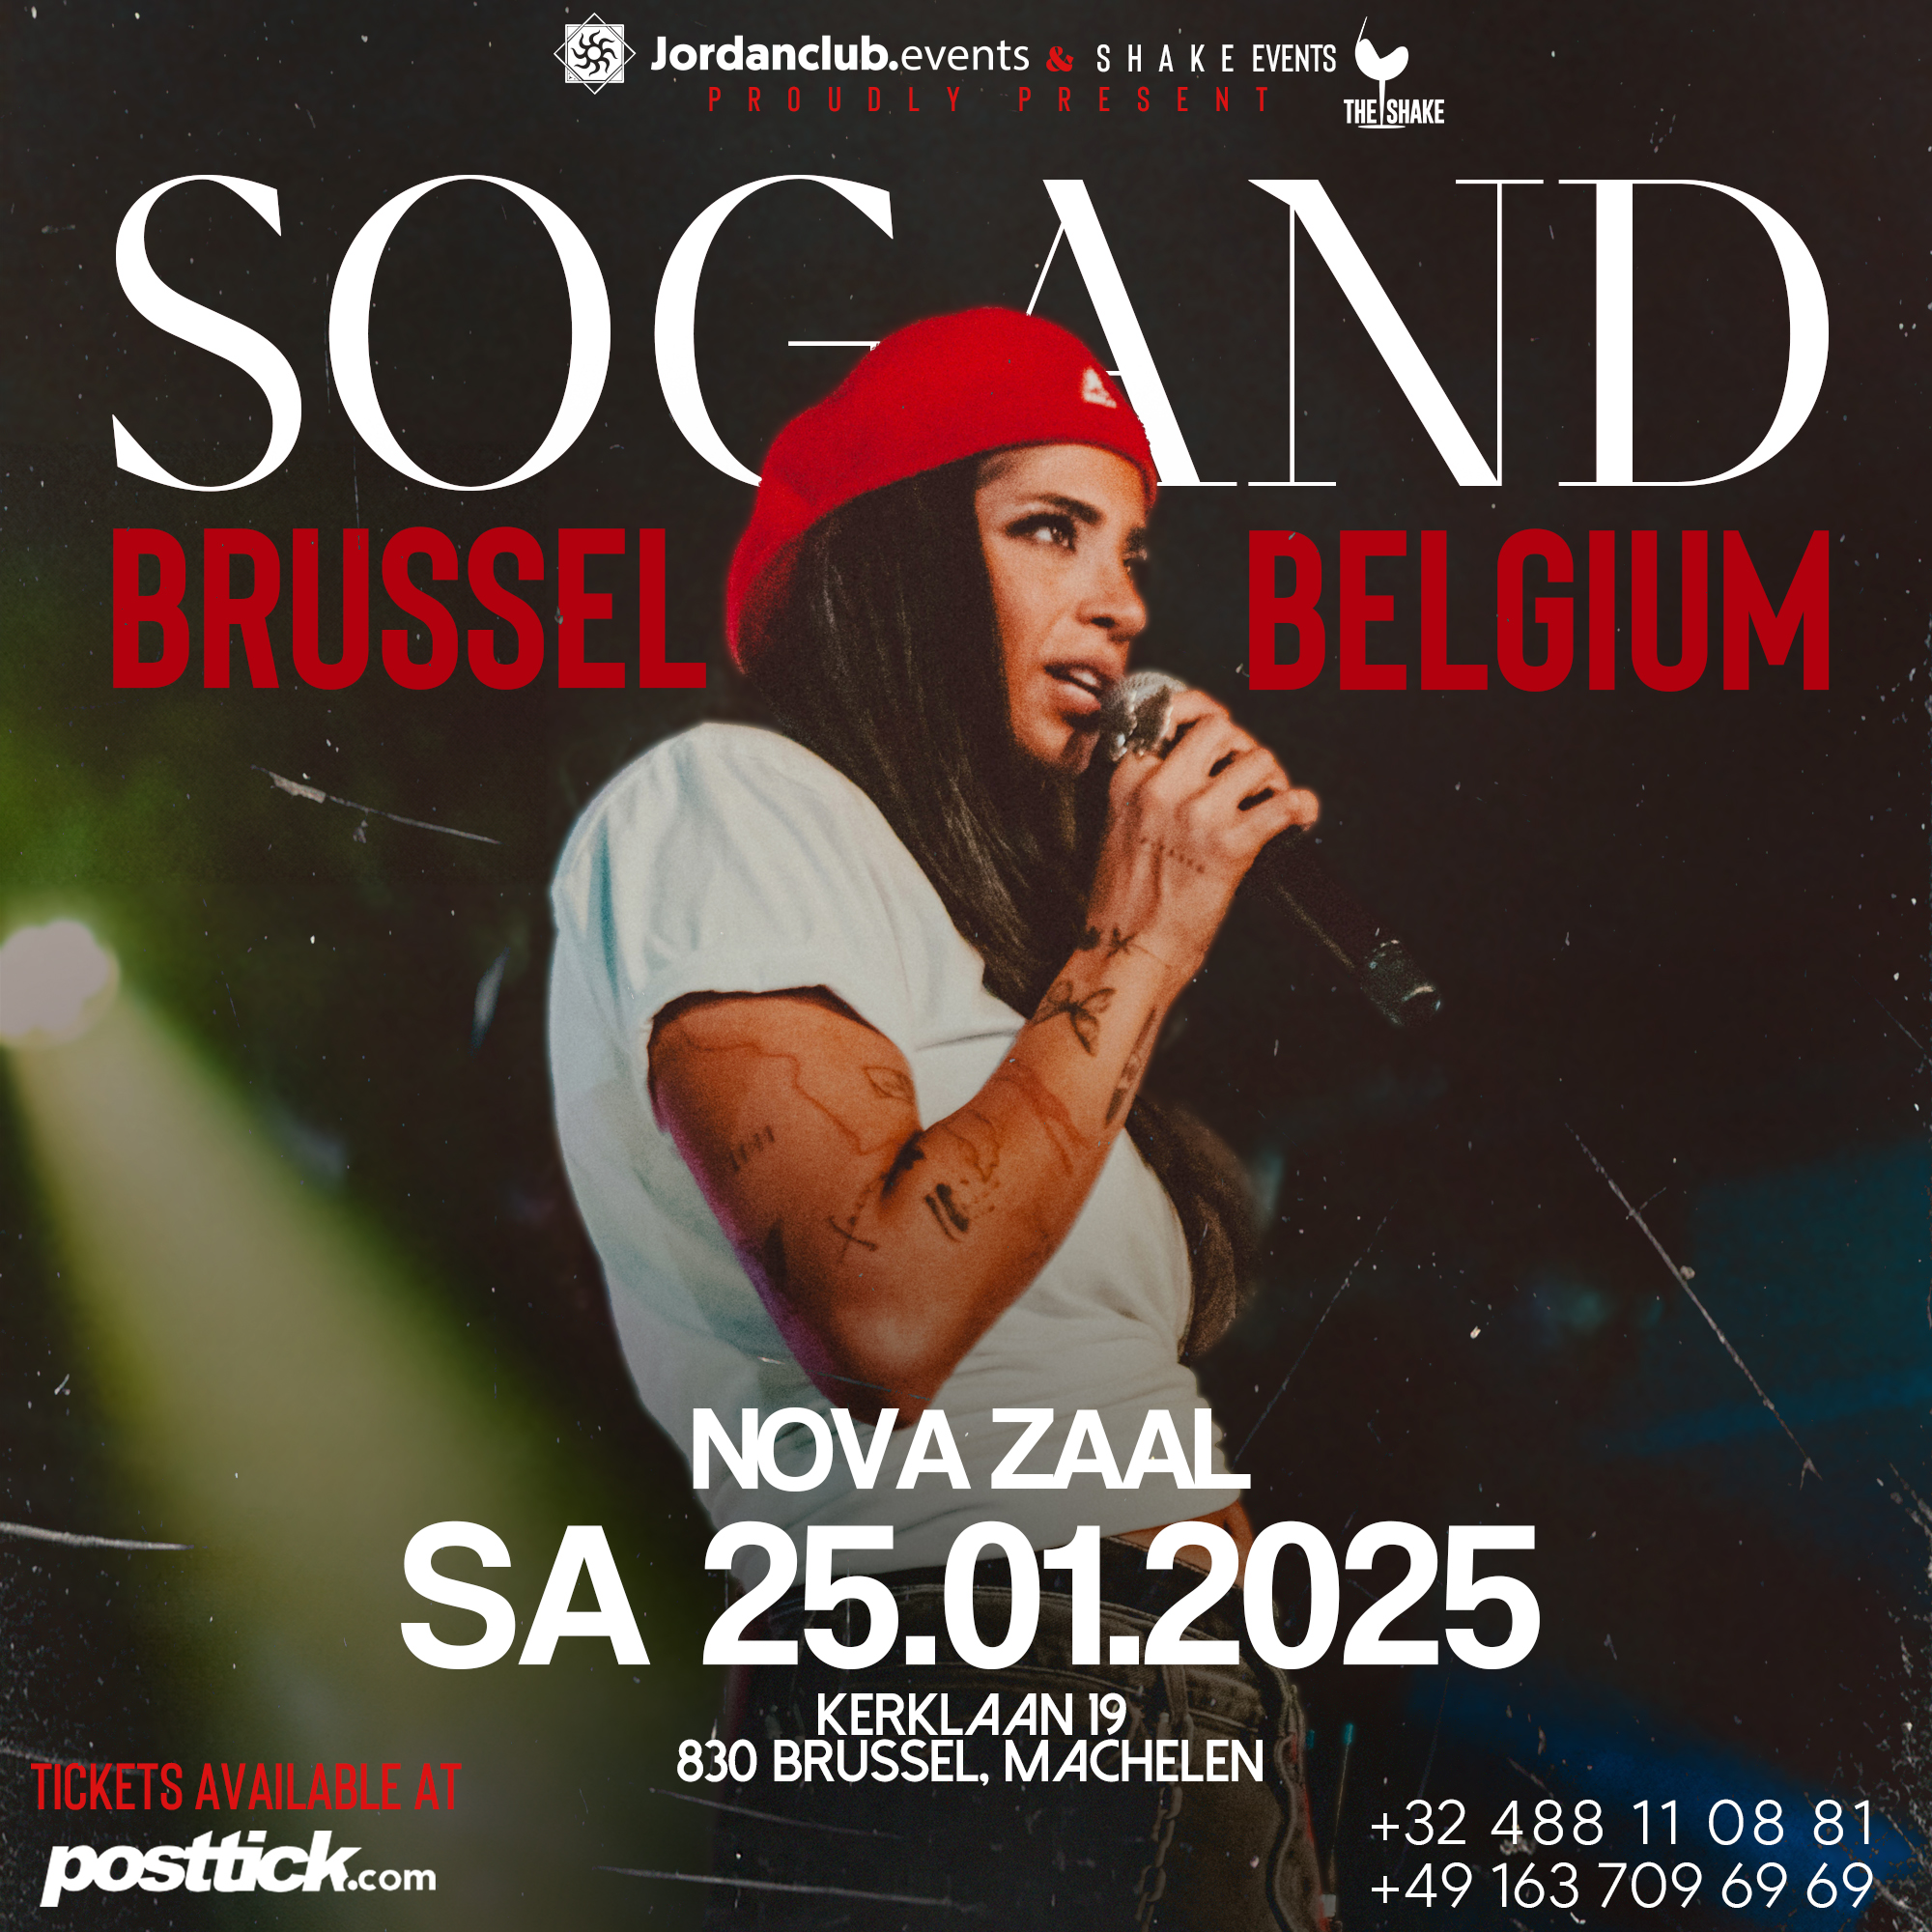 Jordanclub.events & SHAKE EVENTS
PROUDLY PRESENT
THE SHAKE
SOGAND
BRUSSEL BELGIUM
NOVA ZAAL
SA 25.01.2025
KERKLAAN 19
830 BRUSSEL, MACHELEN
TICKETS AVAILABLE AT
posttick.com
+32 488 11 08 81
+49 163 709 69 69